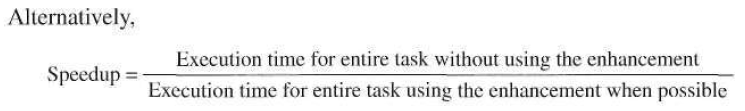 Alternatively,
Execution time for entire task without using the enhancement
Speedup =
Execution time for entire task using the enhancement when possible